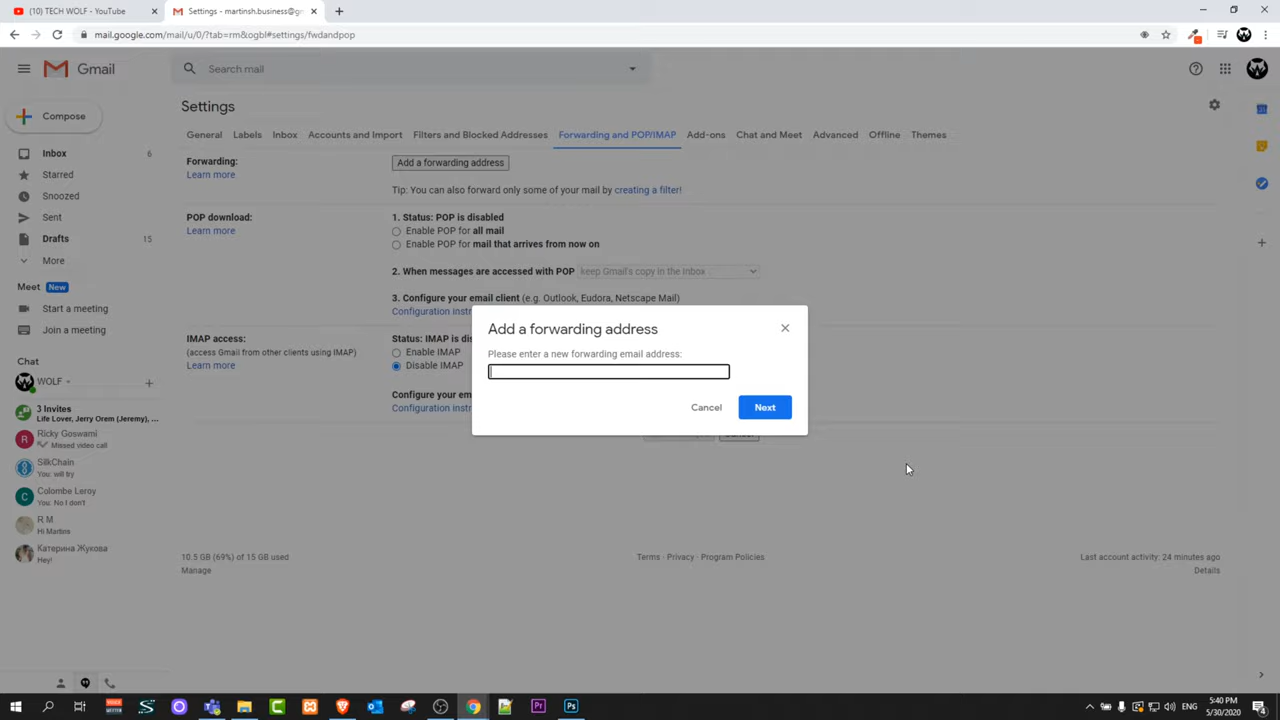 (10) TECH WOLF - YouTube
Settings - martinsh.business@gm
mail.google.com/mail/u/0/?tab=rm&ogbl#settings/fwdandpop
Gmail
Search mail
Settings
Compose
General Labels Inbox Accounts and Import Filters and Blocked Addresses Forwarding and POP/IMAP Add-ons Chat and Meet Advanced Offline Themes
Inbox 6
Starred
Snoozed
Sent
Drafts 15
More
Meet New
Start a meeting
Join a meeting
Chat
WOLF
3 Invites
Life Lover, Jerry Orem (Jeremy), ...
Ricky Goswami
Missed video call
SilkChain
You: will try
Colombe Leroy
You: No I don't
R M
Hi Martins
Катерина Жукова
Hey!
Forwarding:
Learn more
Add a forwarding address
Tip: You can also forward only some of your mail by creating a filter!
POP download:
Learn more
1. Status: POP is disabled
Enable POP for all mail
Enable POP for mail that arrives from now on
2. When messages are accessed with POP keep Gmail's copy in the Inbox
3. Configure your email client (e.g. Outlook, Eudora, Netscape Mail)
Configuration instr
IMAP access:
(access Gmail from other clients using IMAP)
Learn more
Status: IMAP is dis
Enable IMAP
Disable IMAP
Configure your em
Configuration instr
Add a forwarding address
Please enter a new forwarding email address:
Cancel
Next
10.5 GB (69%) of 15 GB used
Manage
Terms · Privacy · Program Policies
Last account activity: 24 minutes ago
Details
ENG
5:40 PM
5/30/2020
4